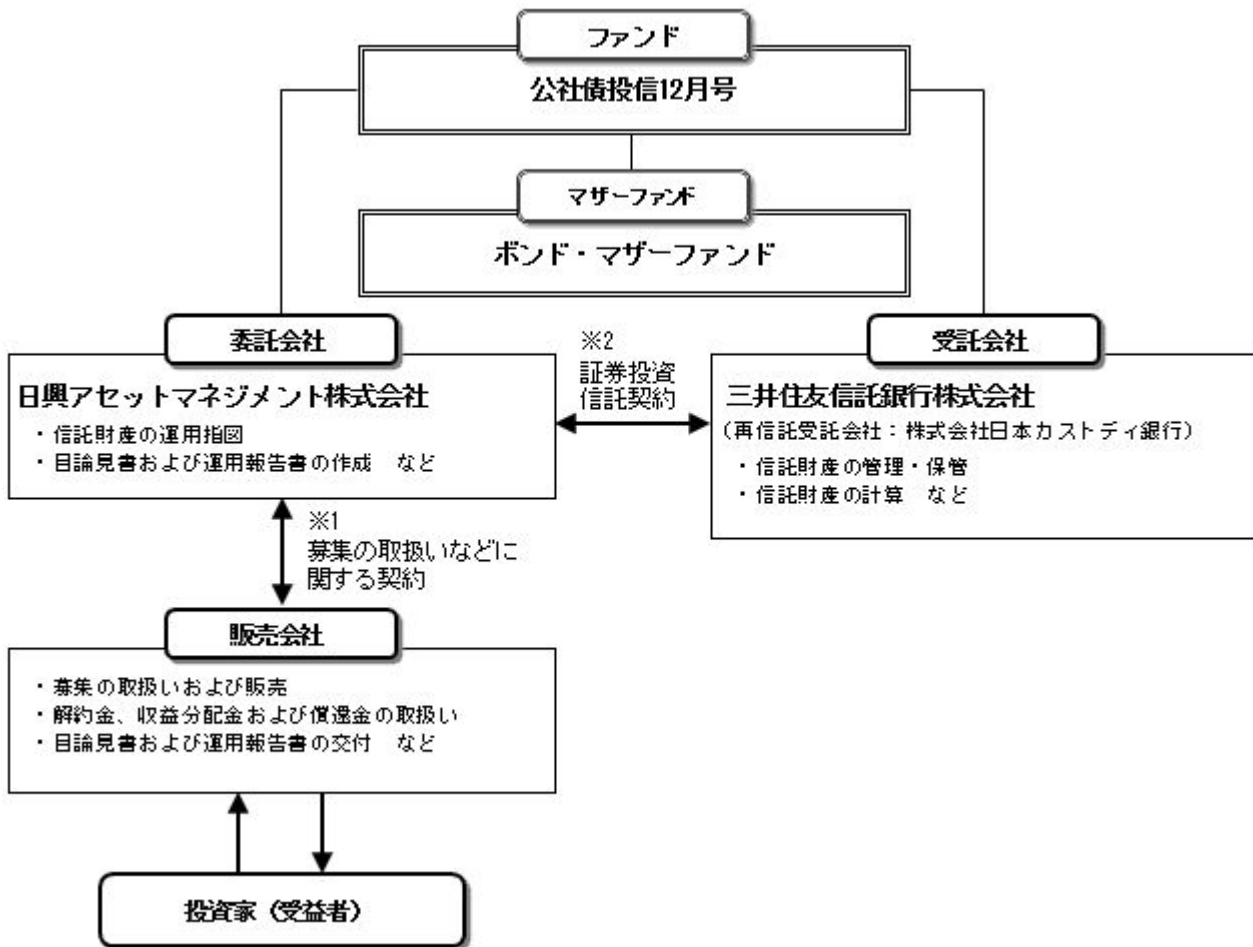 ファンド
公社債投信12月号
マザーファンド
ボンド・マザーファンド
委託会社
日興アセットマネジメント株式会社
・信託財産の運用指図
・目論見書および運用報告書の作成 など
※2
証券投資
信託契約
受託会社
三井住友信託銀行株式会社
（再信託受託会社：株式会社日本カストディ銀行）
・信託財産の管理・保管
・信託財産の計算 など
※1
募集の取扱いなどに
関する契約
販売会社
・募集の取扱いおよび販売
・解約金、収益分配金および償還金の取扱い
・目論見書および運用報告書の交付 など
投資家（受益者）